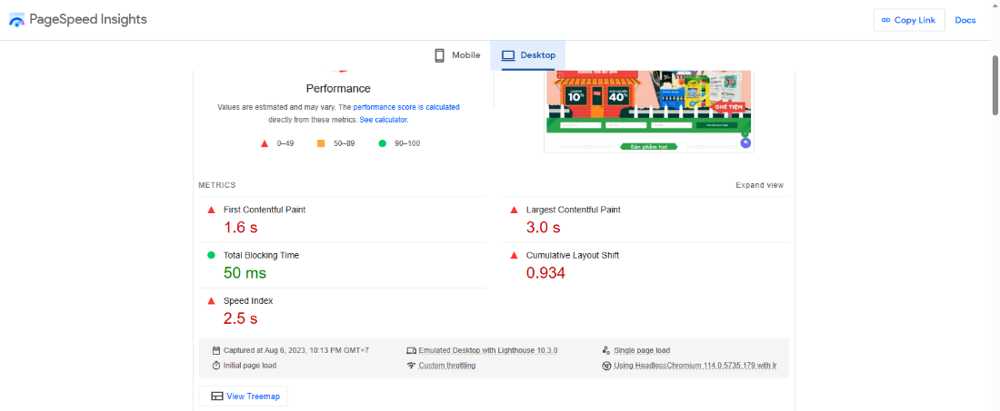 PageSpeed Insights
Copy Link
Docs
Mobile
Desktop
Performance
Values are estimated and may vary. The performance score is calculated
directly from these metrics. See calculator.
0–49
50–89
90–100
10%
40%
GHÉ TIỆM
Sản phẩm hot
METRICS
Expand view
First Contentful Paint
1.6 s
Largest Contentful Paint
3.0 s
Total Blocking Time
50 ms
Cumulative Layout Shift
0.934
Speed Index
2.5 s
Captured at Aug 6, 2023, 10:13 PM GMT+7
Emulated Desktop with Lighthouse 10.3.0
Single page load
Initial page load
Custom throttling
Using HeadlessChromium 114.0.5735.179 with lr
View Treemap